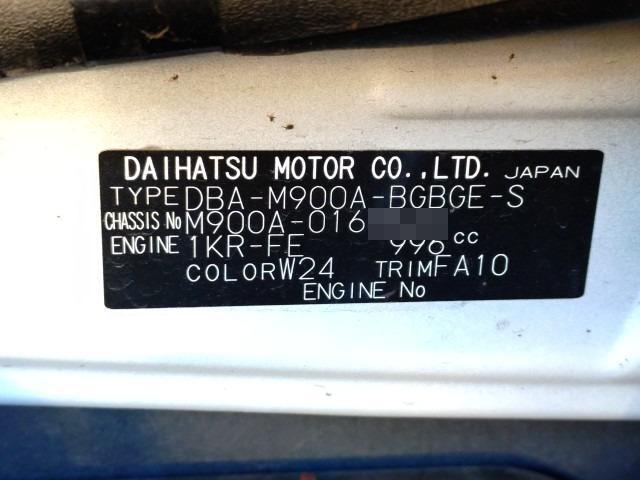 DAIHATSU MOTOR CO.,LTD. JAPAN
TYPE DBA-M900A-BGBGE-S
CHASSIS No M900A-016
ENGINE 1KR-FE 996 cc
COLOR W24 TRIM FA10
ENGINE No